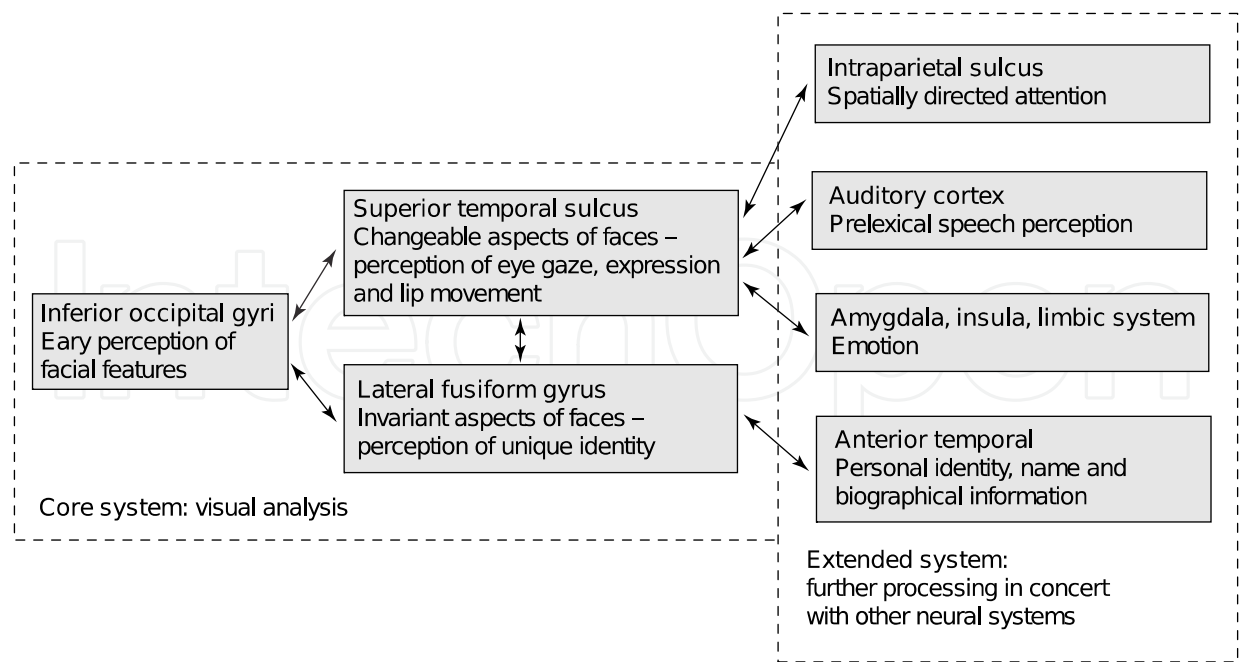 Intraparietal sulcus
Spatially directed attention
Auditory cortex
Prelexical speech perception
Superior temporal sulcus
Changeable aspects of faces –
perception of eye gaze, expression
and lip movement
Inferior occipital gyri
Eary perception of
facial features
Amygdala, insula, limbic system
Emotion
Lateral fusiform gyrus
Invariant aspects of faces –
perception of unique identity
Anterior temporal
Personal identity, name and
biographical information
Core system: visual analysis
Extended system:
further processing in concert
with other neural systems
IntechOpen